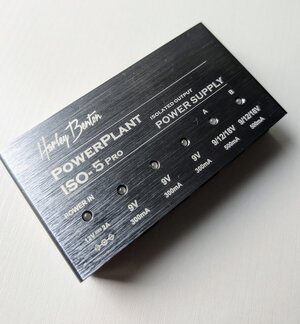 Harley Benton
POWERPLANT
ISO-5 PRO
ISOLATED OUTPUT
POWER SUPPLY
A
B
POWER IN
9V
9V
9V
9/12/18V
9/12/18V
300mA
300mA
300mA
500mA
500mA